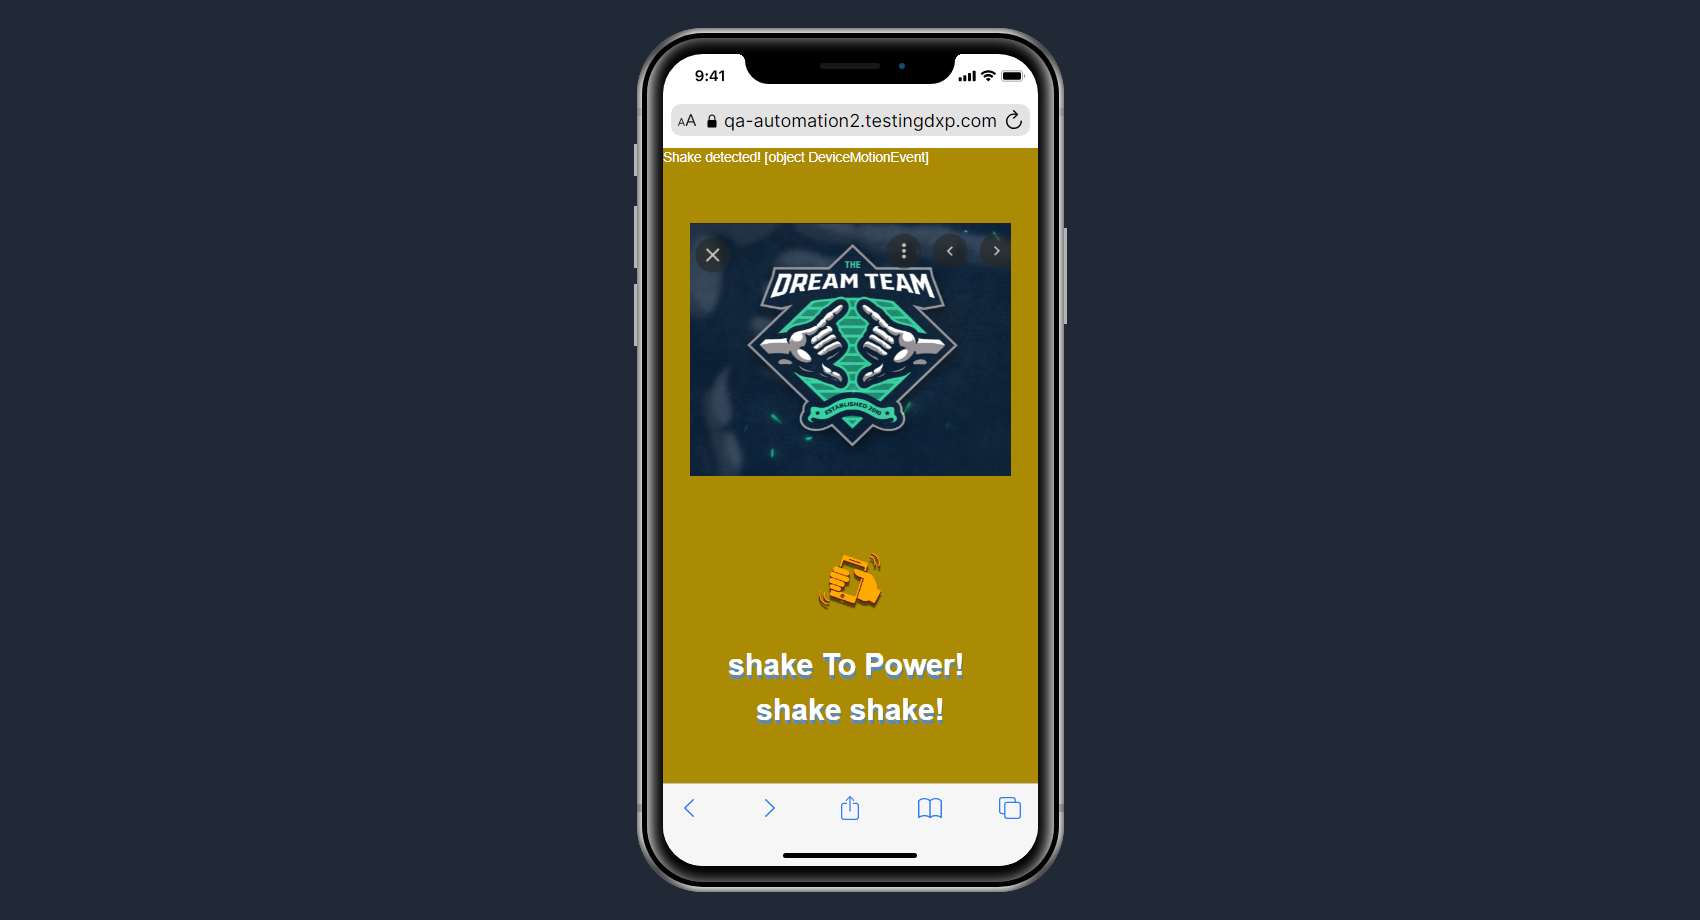 9:41
AA qa-automation2.testingdxp.com
Shake detected! [object DeviceMotionEvent]
THE
DREAM TEAM
ESTABLISHED 2010
shake To Power!
shake shake!